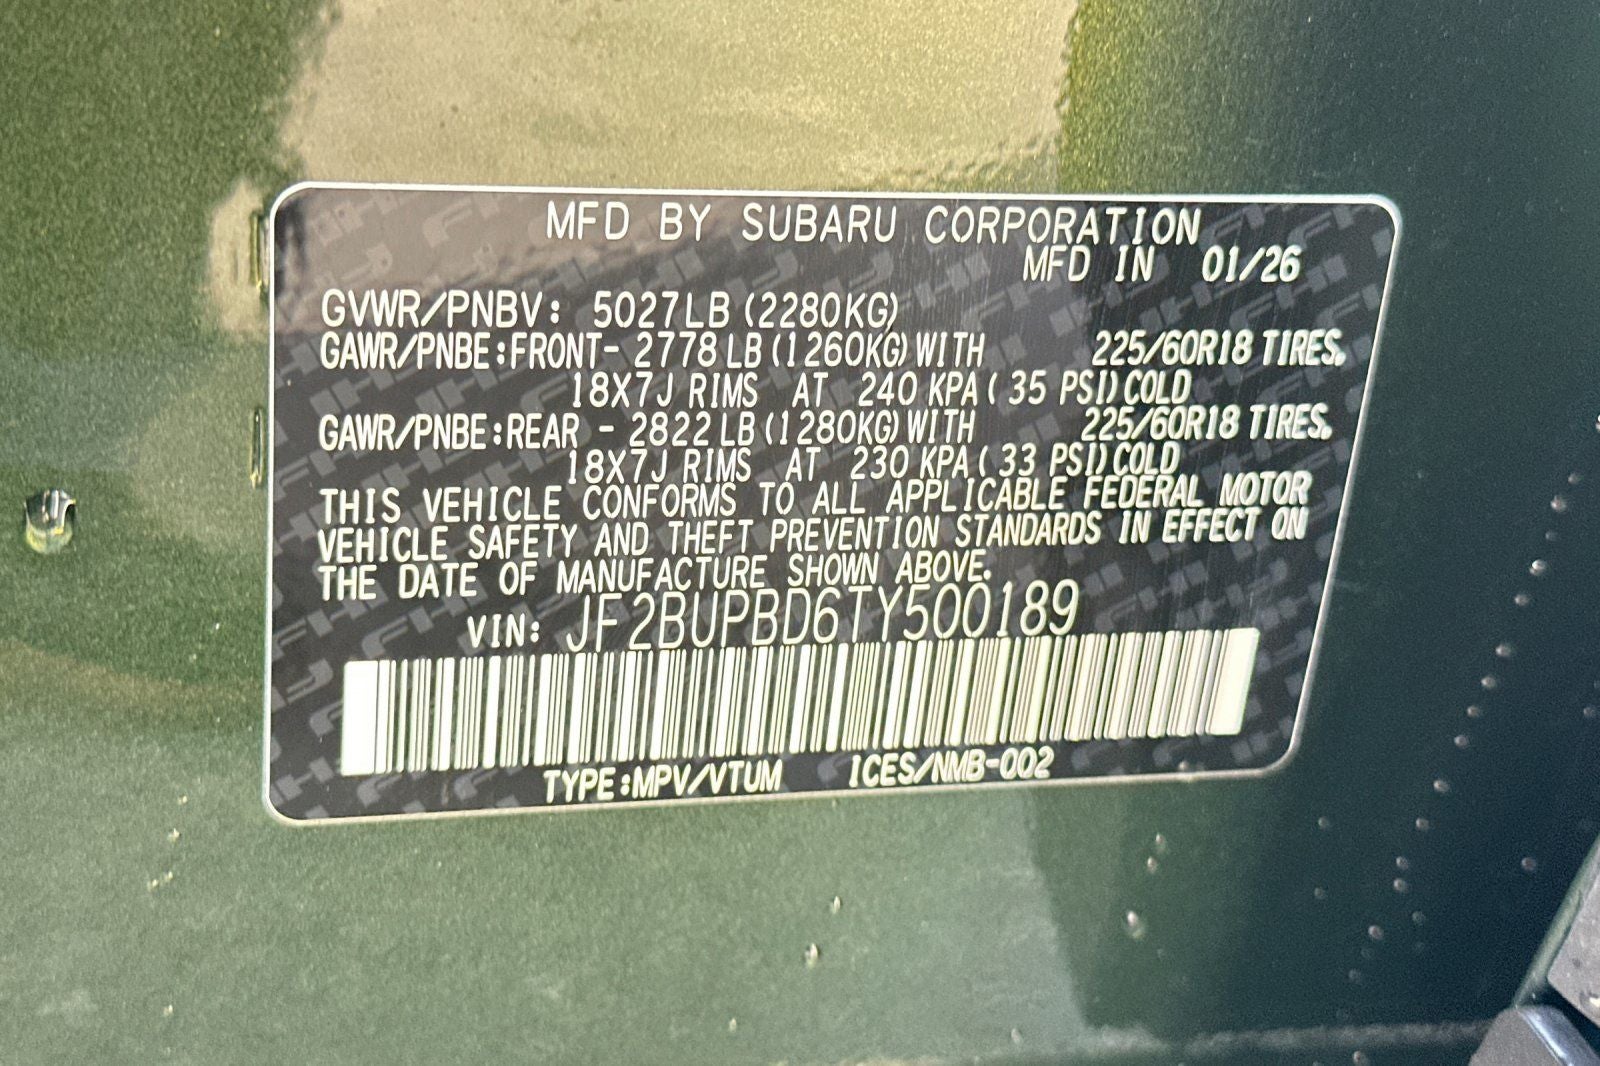 MFD BY SUBARU CORPORATION
MFD IN 01/26
GVWR/PNBV: 5027LB (2280KG)
GAWR/PNBE:FRONT- 2778 LB (1260KG) WITH 225/60R18 TIRES.
18X7J RIMS AT 240 KPA ( 35 PSI) COLD
GAWR/PNBE:REAR - 2822 LB (1280KG) WITH 225/60R18 TIRES.
18X7J RIMS AT 230 KPA ( 33 PSI) COLD
THIS VEHICLE CONFORMS TO ALL APPLICABLE FEDERAL MOTOR
VEHICLE SAFETY AND THEFT PREVENTION STANDARDS IN EFFECT ON
THE DATE OF MANUFACTURE SHOWN ABOVE.
VIN: JF2BUPBD6TY500189
TYPE:MPV/VTUM ICES/NMB-002